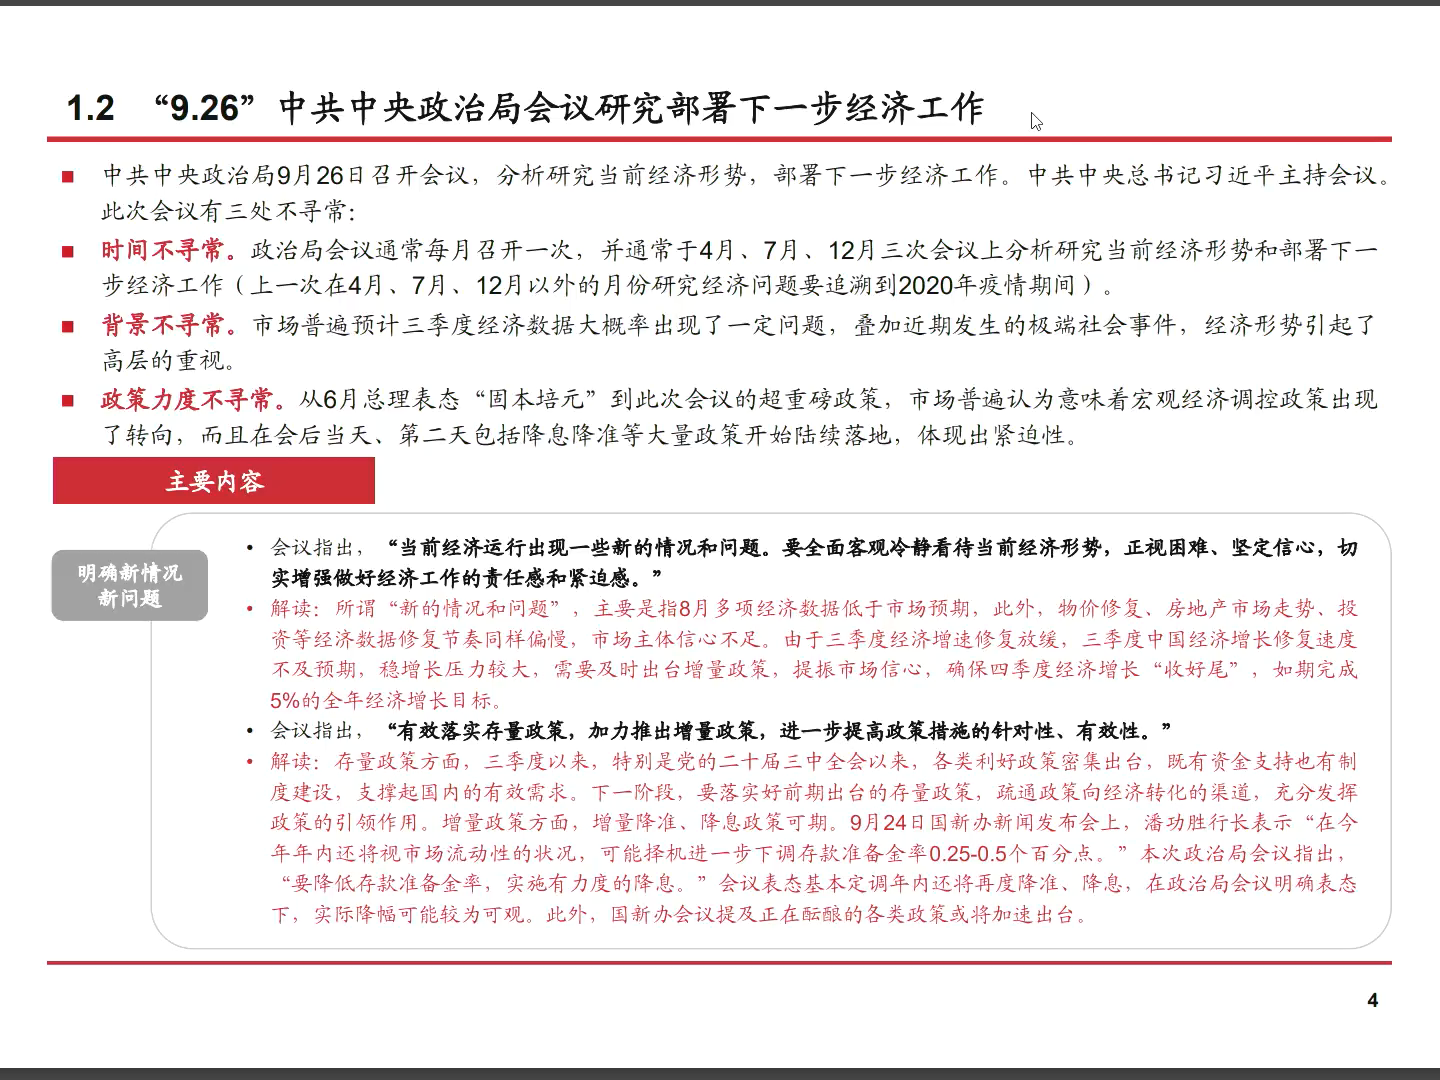 1.2 “9.26”中共中央政治局会议研究部署下一步经济工作
中共中央政治局9月26日召开会议，分析研究当前经济形势，部署下一步经济工作。中共中央总书记习近平主持会议。
此次会议有三处不寻常：
时间不寻常。政治局会议通常每月召开一次，并通常于4月、7月、12月三次会议上分析研究当前经济形势和部署下一
步经济工作（上一次在4月、7月、12月以外的月份研究经济问题要追溯到2020年疫情期间）。
背景不寻常。市场普遍预计三季度经济数据大概率出现了一定问题，叠加近期发生的极端社会事件，经济形势引起了
高层的重视。
政策力度不寻常。从6月总理表态“固本培元”到此次会议的超重磅政策，市场普遍认为意味着宏观经济调控政策出现
了转向，而且在会后当天、第二天包括降息降准等大量政策开始陆续落地，体现出紧迫性。
主要内容
明确新情况
新问题
• 会议指出，“当前经济运行出现一些新的情况和问题。要全面客观冷静看待当前经济形势，正视困难、坚定信心，切
实增强做好经济工作的责任感和紧迫感。”
• 解读：所谓“新的情况和问题”，主要是指8月多项经济数据低于市场预期，此外，物价修复、房地产市场走势、投
资等经济数据修复节奏同样偏慢，市场主体信心不足。由于三季度经济增速修复放缓，三季度中国经济增长修复速度
不及预期，稳增长压力较大，需要及时出台增量政策，提振市场信心，确保四季度经济增长“收好尾”，如期完成
5%的全年经济增长目标。
• 会议指出，“有效落实存量政策，加力推出增量政策，进一步提高政策措施的针对性、有效性。”
• 解读：存量政策方面，三季度以来，特别是党的二十届三中全会以来，各类利好政策密集出台，既有资金支持也有制
度建设，支撑起国内的有效需求。下一阶段，要落实好前期出台的存量政策，疏通政策向经济转化的渠道，充分发挥
政策的引领作用。增量政策方面，增量降准、降息政策可期。9月24日国新办新闻发布会上，潘功胜行长表示“在今
年年内还将视市场流动性的状况，可能择机进一步下调存款准备金率0.25-0.5个百分点。”本次政治局会议指出，
“要降低存款准备金率，实施有力度的降息。”会议表态基本定调年内还将再度降准、降息，在政治局会议明确表态
下，实际降幅可能较为可观。此外，国新办会议提及正在酝酿的各类政策或将加速出台。
4